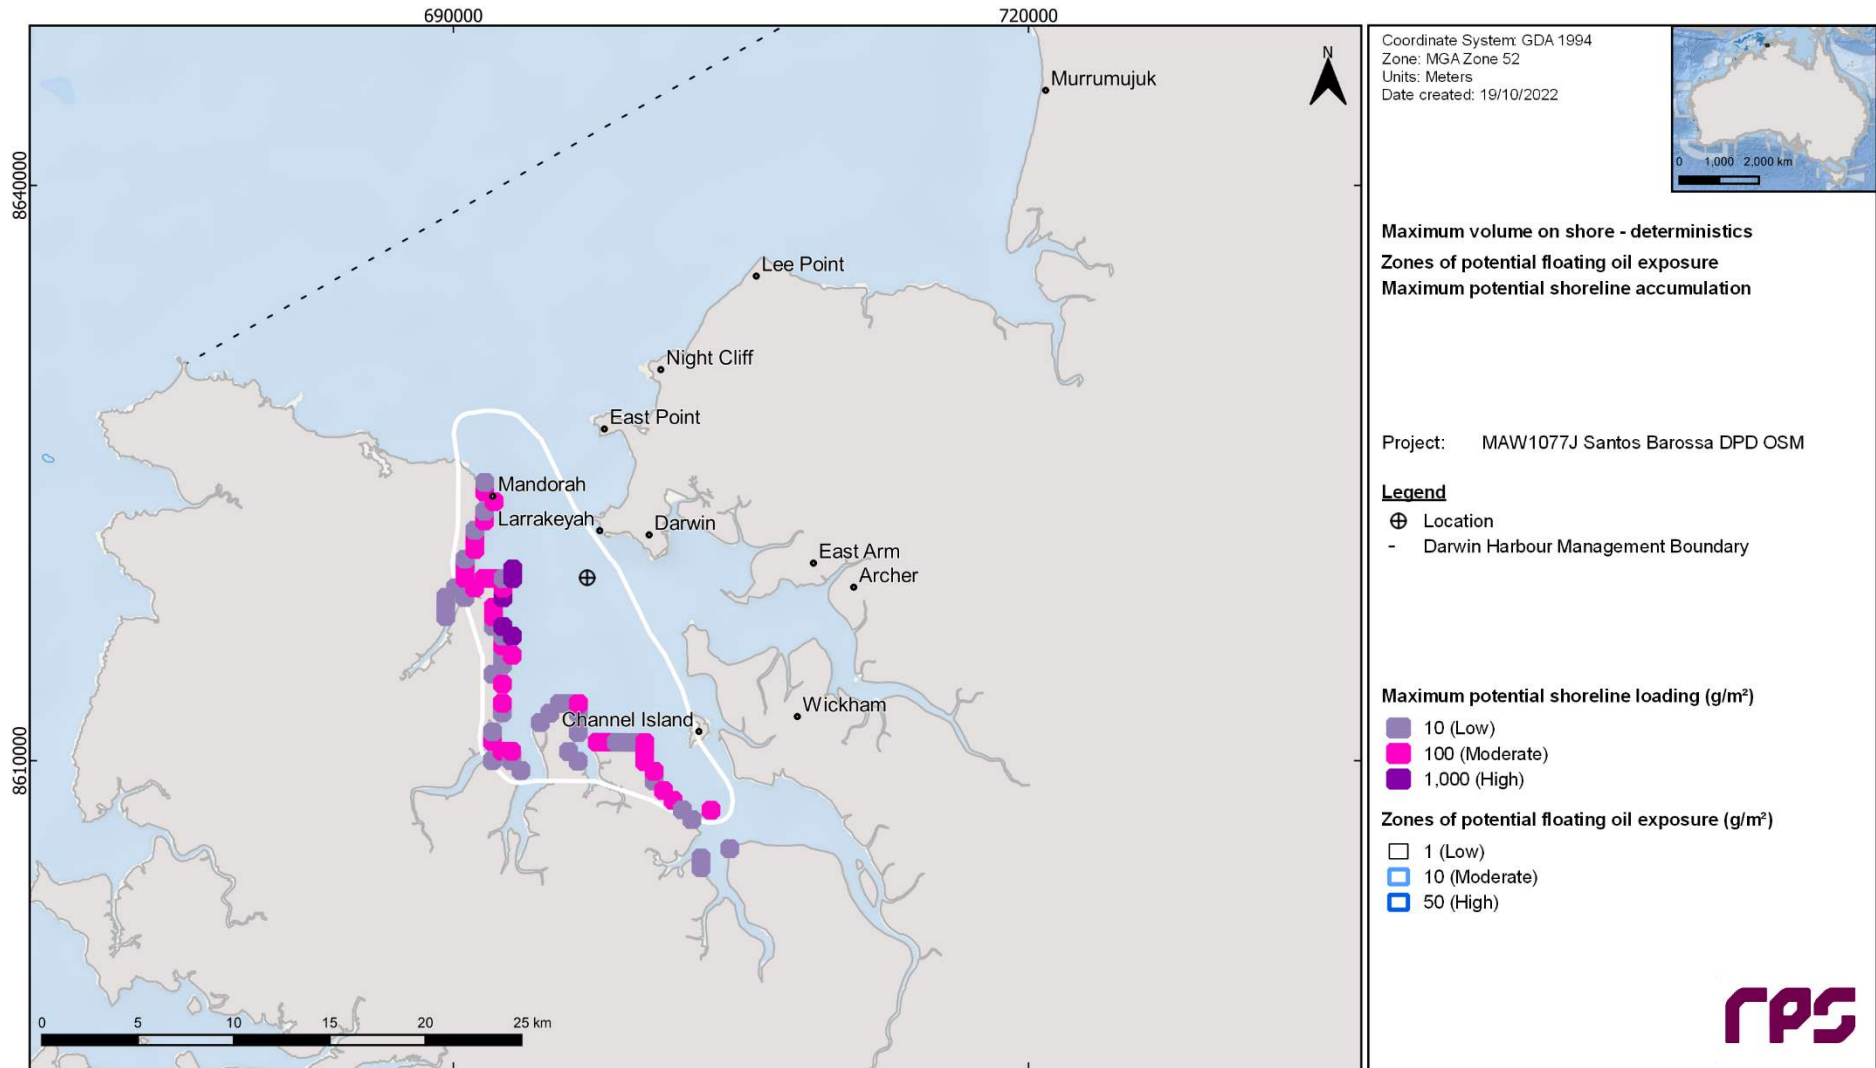 690000
720000
8640000
8610000
Murrumujuk
Lee Point
Night Cliff
East Point
Mandorah
Larrakeyah
Darwin
East Arm
Archer
Channel Island
Wickham
N
0 5 10 15 20 25 km
Coordinate System: GDA 1994
Zone: MGA Zone 52
Units: Meters
Date created: 19/10/2022
0 1,000 2,000 km
Maximum volume on shore - deterministics
Zones of potential floating oil exposure
Maximum potential shoreline accumulation
Project: MAW1077J Santos Barossa DPD OSM
Legend
Location
- Darwin Harbour Management Boundary
Maximum potential shoreline loading (g/m²)
10 (Low)
100 (Moderate)
1,000 (High)
Zones of potential floating oil exposure (g/m²)
1 (Low)
10 (Moderate)
50 (High)
rps